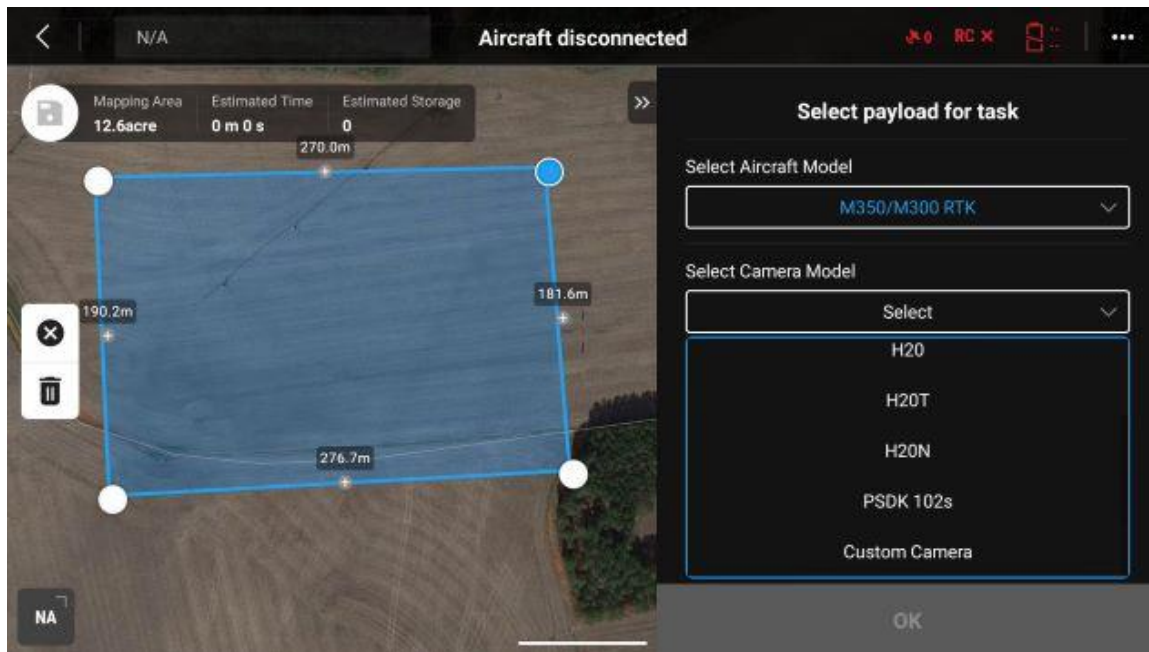 N/A
Aircraft disconnected
0 RC
Mapping Area Estimated Time Estimated Storage
12.6acre 0 m 0 s 0
270.0m
190.2m
181.6m
276.7m
NA
Select payload for task
Select Aircraft Model
M350/M300 RTK
Select Camera Model
Select
H20
H20T
H20N
PSDK 102s
Custom Camera
OK